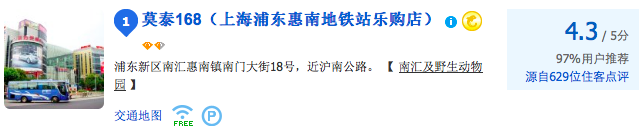 1 莫泰168（上海浦东惠南地铁站乐购店）
4.3 / 5分
浦东新区南汇惠南镇南门大街18号，近沪南公路。【 南汇及野生动物
园 】
97%用户推荐
源自629位住客点评
交通地图 FREE P